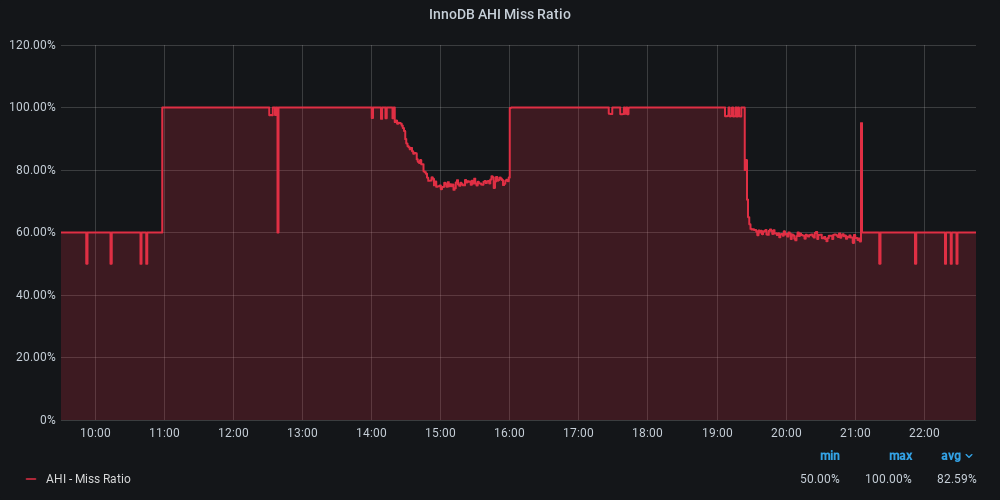 InnoDB AHI Miss Ratio
120.00%
100.00%
80.00%
60.00%
40.00%
20.00%
0%
10:00 11:00 12:00 13:00 14:00 15:00 16:00 17:00 18:00 19:00 20:00 21:00 22:00
min max avg
AHI - Miss Ratio 50.00% 100.00% 82.59%